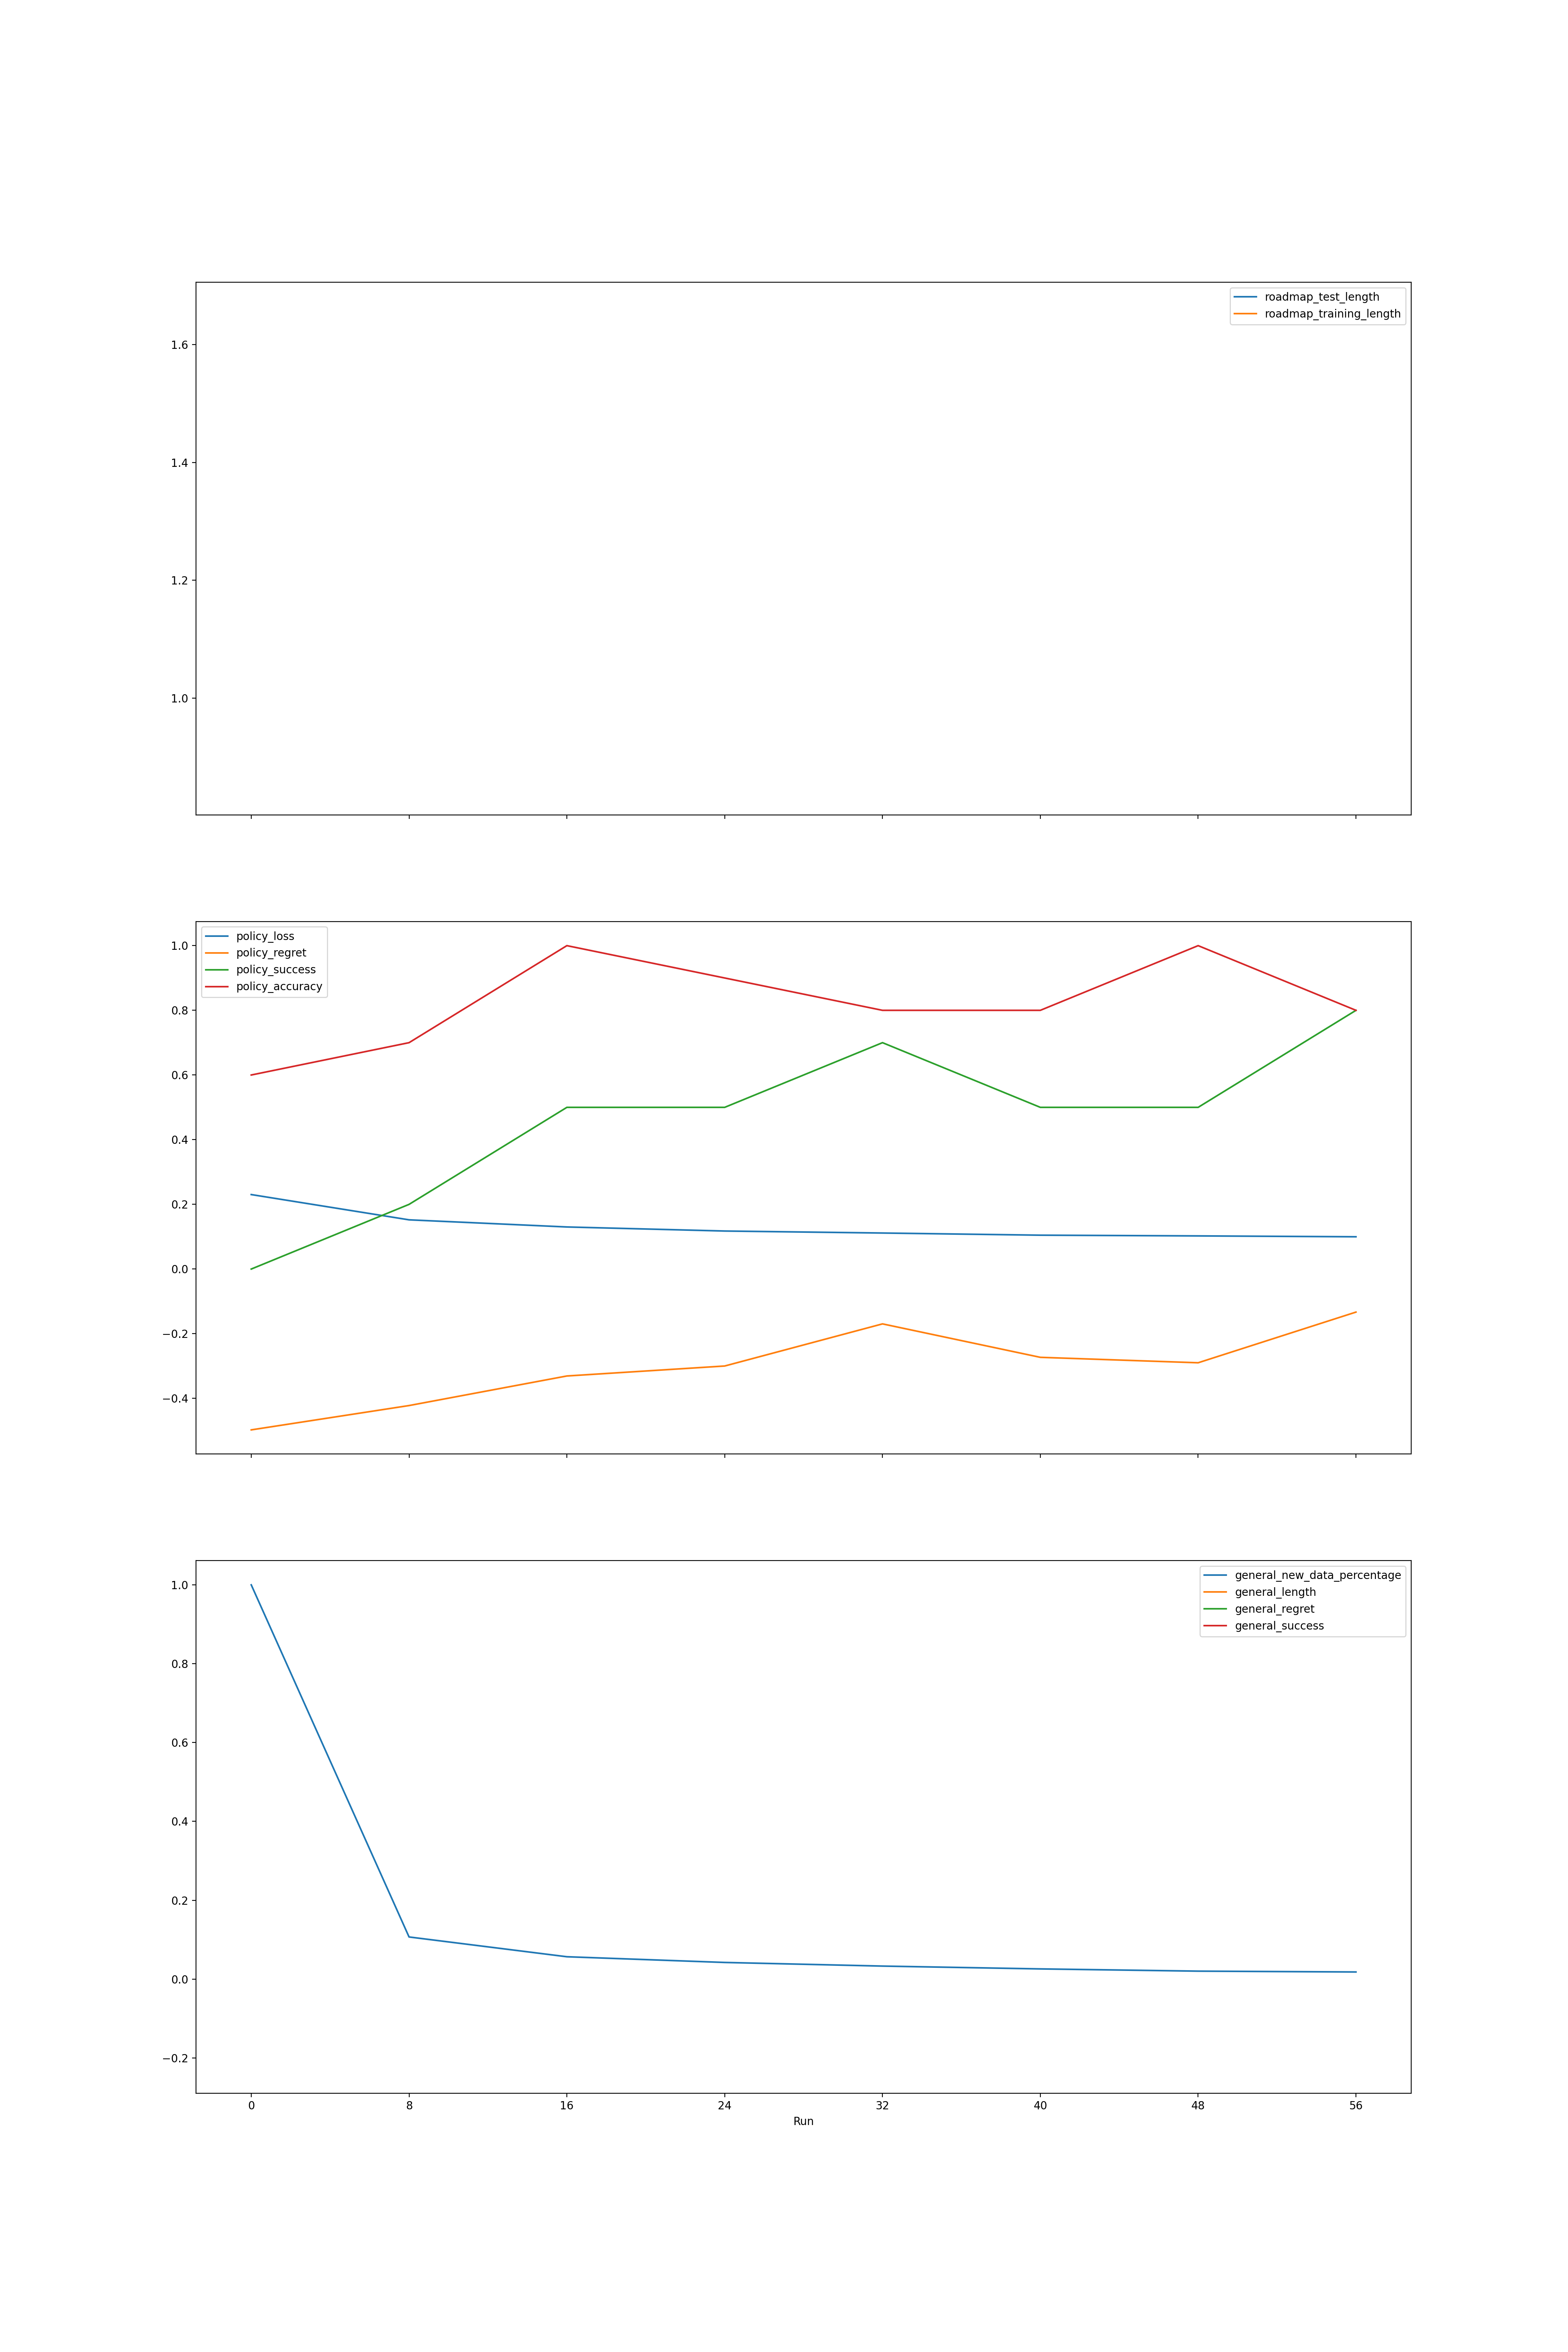 roadmap_test_length
roadmap_training_length
1.6
1.4
1.2
1.0
policy_loss
policy_regret
policy_success
policy_accuracy
1.0
0.8
0.6
0.4
0.2
0.0
−0.2
−0.4
general_new_data_percentage
general_length
general_regret
general_success
1.0
0.8
0.6
0.4
0.2
0.0
−0.2
0 8 16 24 32 40 48 56
Run